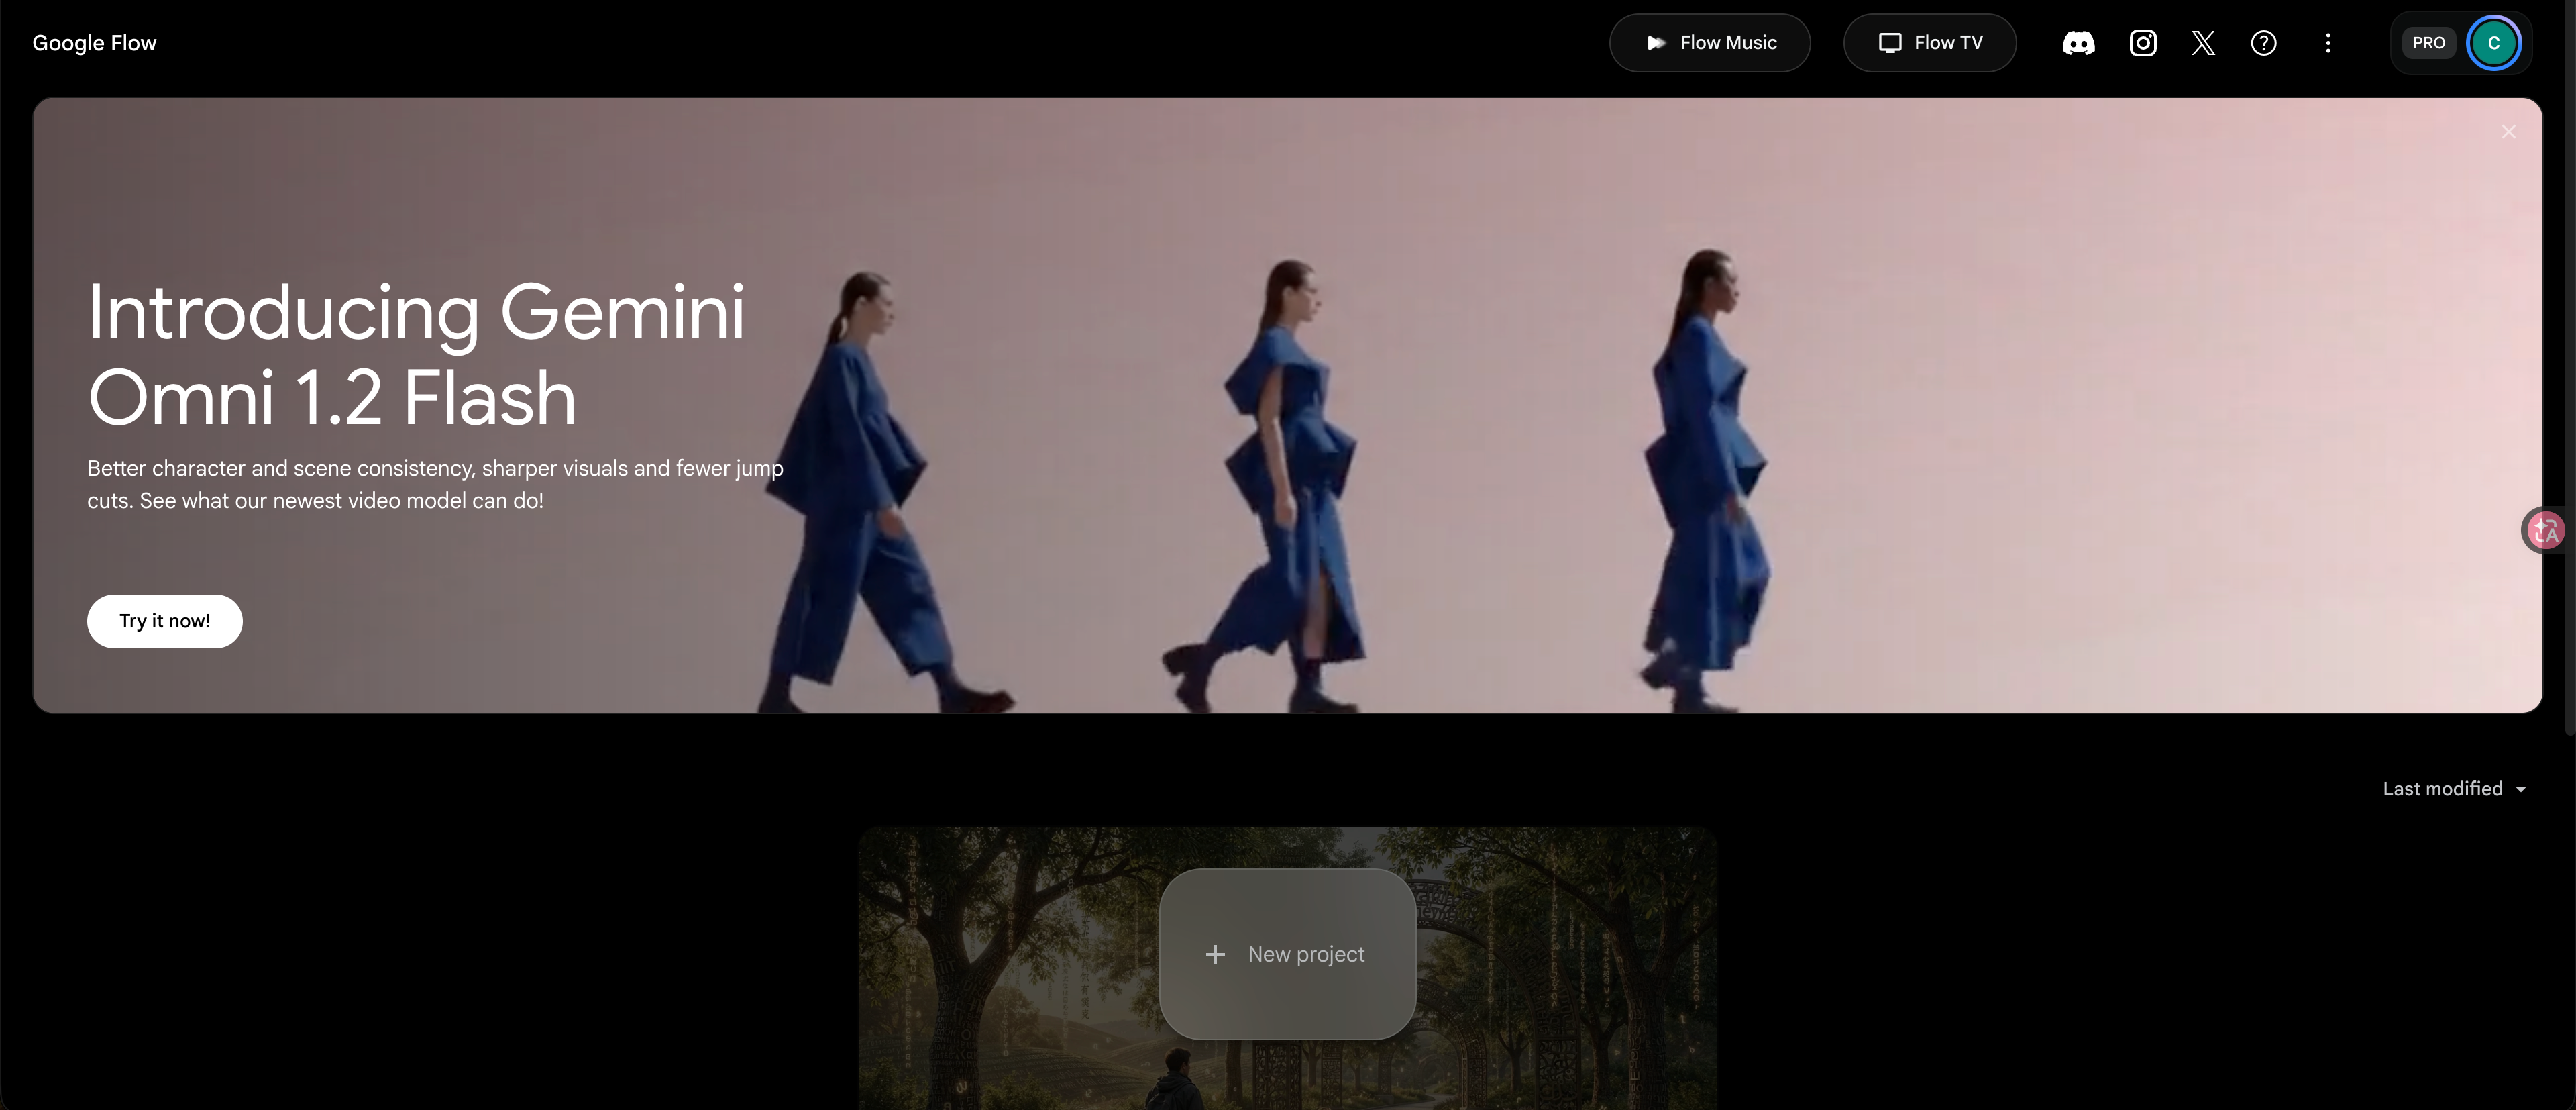 Google Flow
Flow Music
Flow TV
PRO
C
Introducing Gemini
Omni 1.2 Flash
Better character and scene consistency, sharper visuals and fewer jump
cuts. See what our newest video model can do!
Try it now!
Last modified
New project